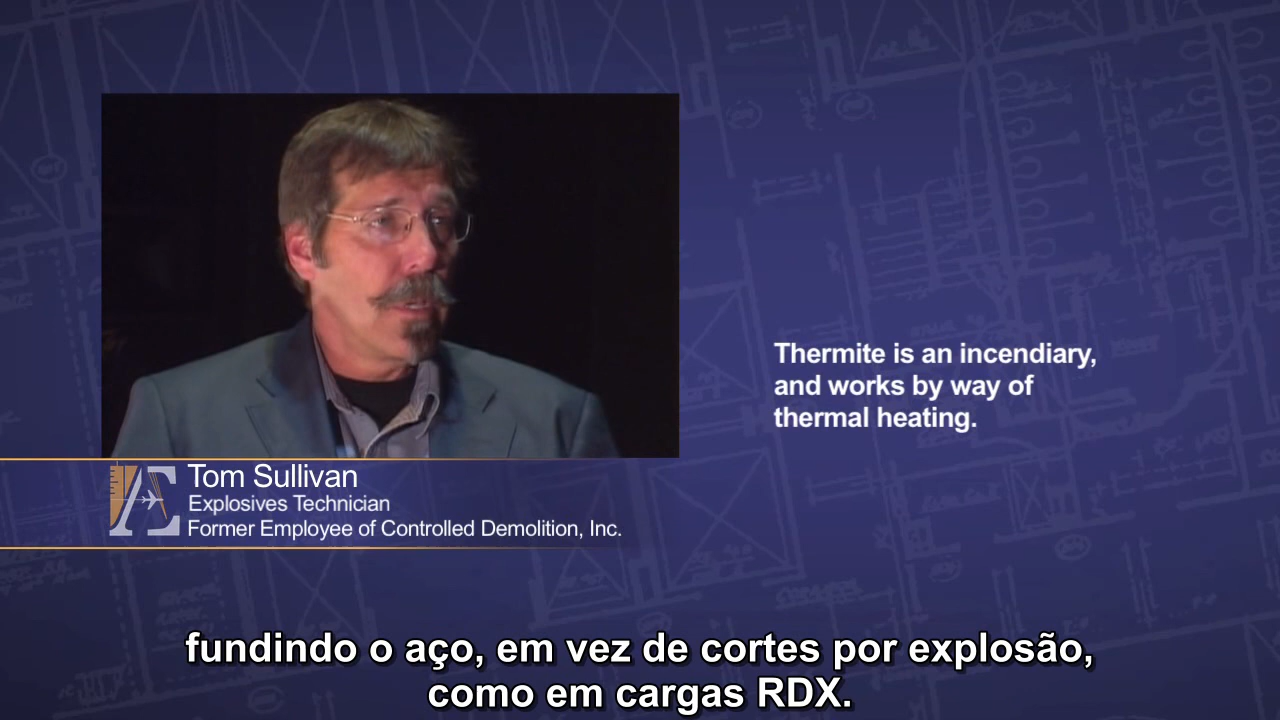 Thermite is an incendiary,
and works by way of
thermal heating.
Tom Sullivan
Explosives Technician
Former Employee of Controlled Demolition, Inc.
fundindo o aço, em vez de cortes por explosão,
como em cargas RDX.